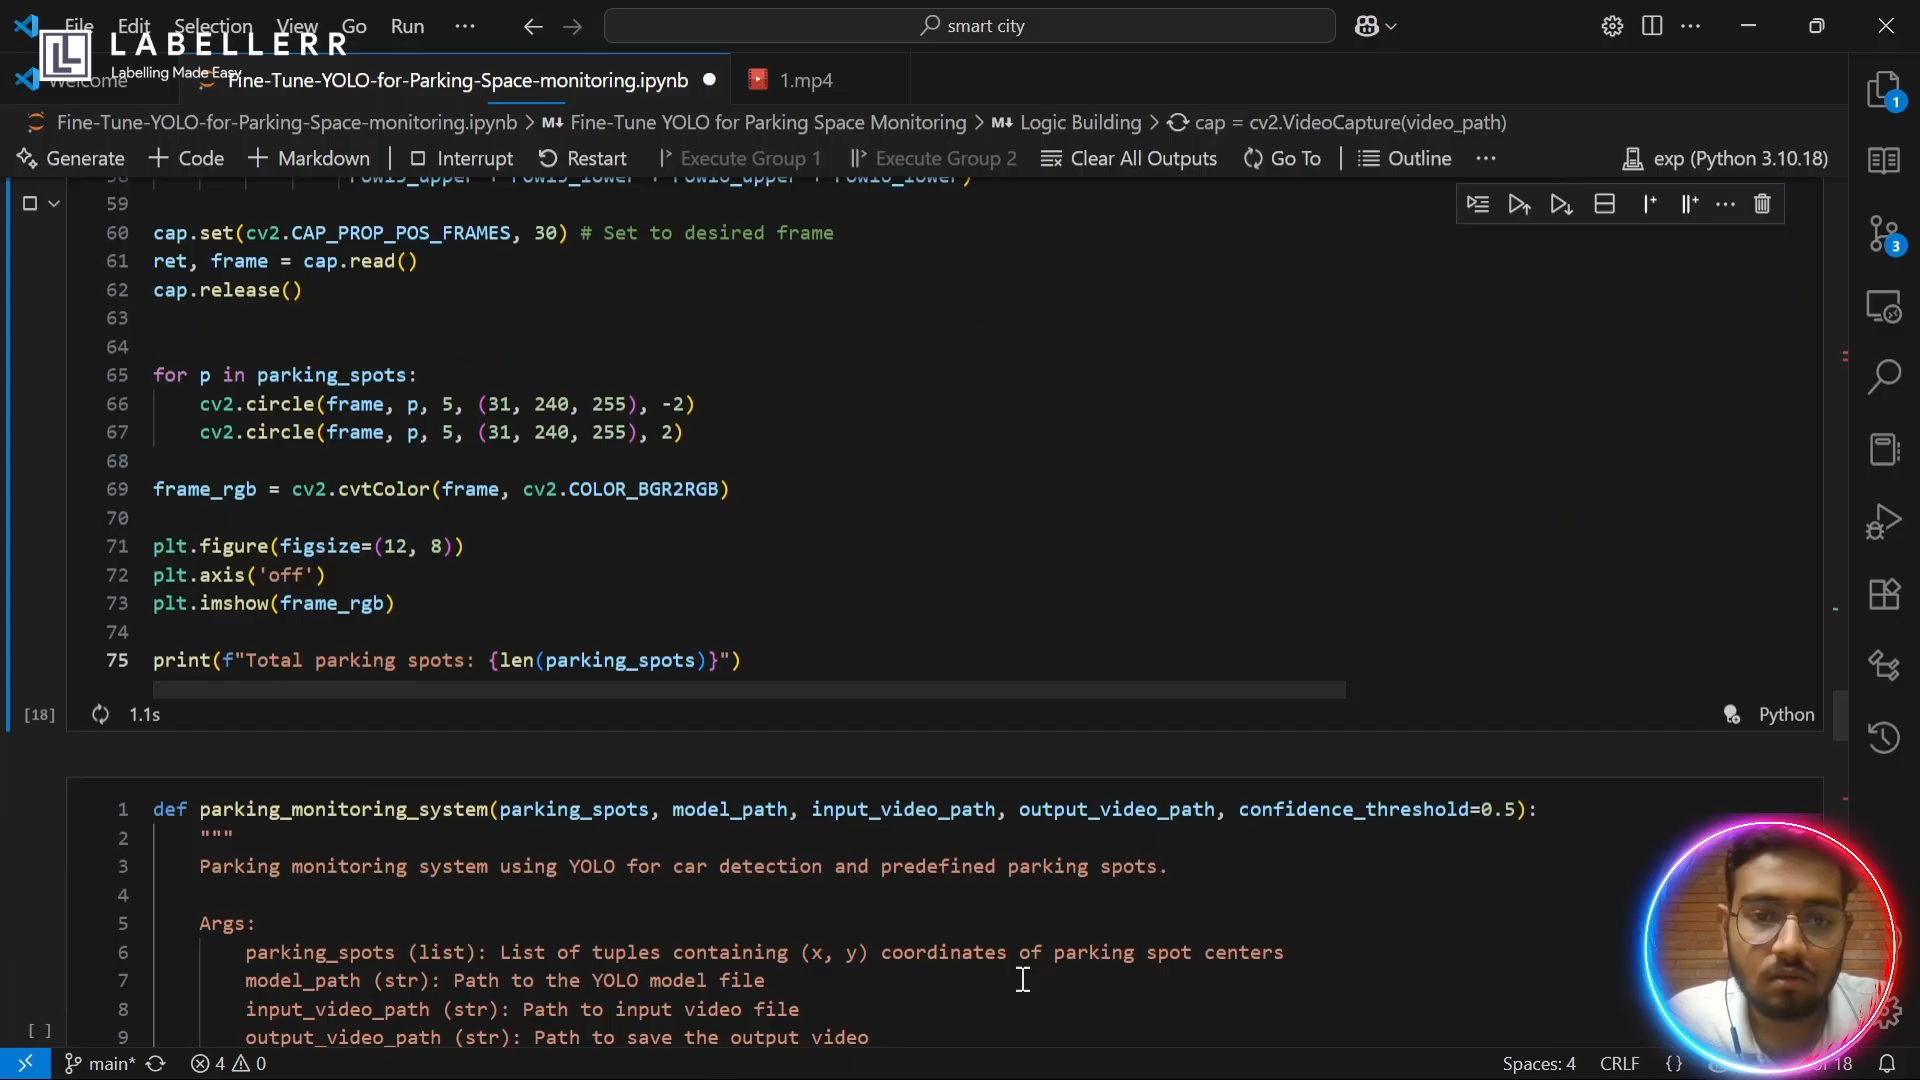 File Edit Selection View Go Run ··· smart city
LABELLERR
Labelling Made Easy
Welcome Fine-Tune-YOLO-for-Parking-Space-monitoring.ipynb 1.mp4
Fine-Tune-YOLO-for-Parking-Space-monitoring.ipynb > M↓ Fine-Tune YOLO for Parking Space Monitoring > M↓ Logic Building > cap = cv2.VideoCapture(video_path)
Generate + Code + Markdown Interrupt Restart Execute Group 1 Execute Group 2 Clear All Outputs Go To Outline ··· exp (Python 3.10.18)
58 row15_upper + row15_lower + row16_upper + row16_lower)
59
60 cap.set(cv2.CAP_PROP_POS_FRAMES, 30) # Set to desired frame
61 ret, frame = cap.read()
62 cap.release()
63
64
65 for p in parking_spots:
66 cv2.circle(frame, p, 5, (31, 240, 255), -2)
67 cv2.circle(frame, p, 5, (31, 240, 255), 2)
68
69 frame_rgb = cv2.cvtColor(frame, cv2.COLOR_BGR2RGB)
70
71 plt.figure(figsize=(12, 8))
72 plt.axis('off')
73 plt.imshow(frame_rgb)
74
75 print(f"Total parking spots: {len(parking_spots)}")
[18] 1.1s Python
1 def parking_monitoring_system(parking_spots, model_path, input_video_path, output_video_path, confidence_threshold=0.5):
2 """
3 Parking monitoring system using YOLO for car detection and predefined parking spots.
4
5 Args:
6 parking_spots (list): List of tuples containing (x, y) coordinates of parking spot centers
7 model_path (str): Path to the YOLO model file
8 input_video_path (str): Path to input video file
9 output_video_path (str): Path to save the output video
[ ]
main* 4 0 Spaces: 4 CRLF {} 18
1
3